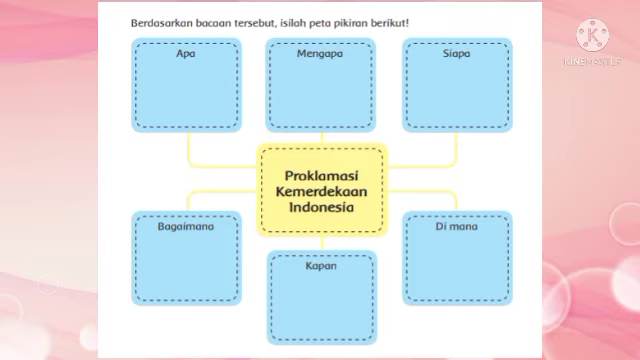 Berdasarkan bacaan tersebut, isilah peta pikiran berikut!
Apa
Mengapa
Siapa
Proklamasi
Kemerdekaan
Indonesia
Bagaimana
Kapan
Di mana
K
KINEMASTER